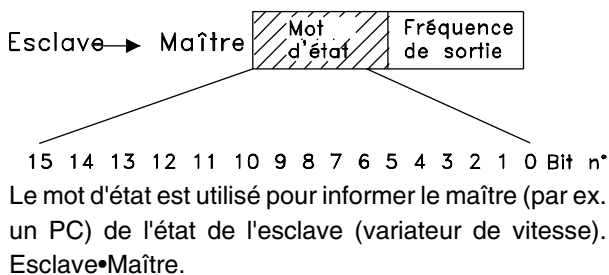 Esclave → Maître Mot d'état Fréquence de sortie
15 14 13 12 11 10 9 8 7 6 5 4 3 2 1 0 Bit n°
Le mot d'état est utilisé pour informer le maître (par ex.
un PC) de l'état de l'esclave (variateur de vitesse).
Esclave•Maître.